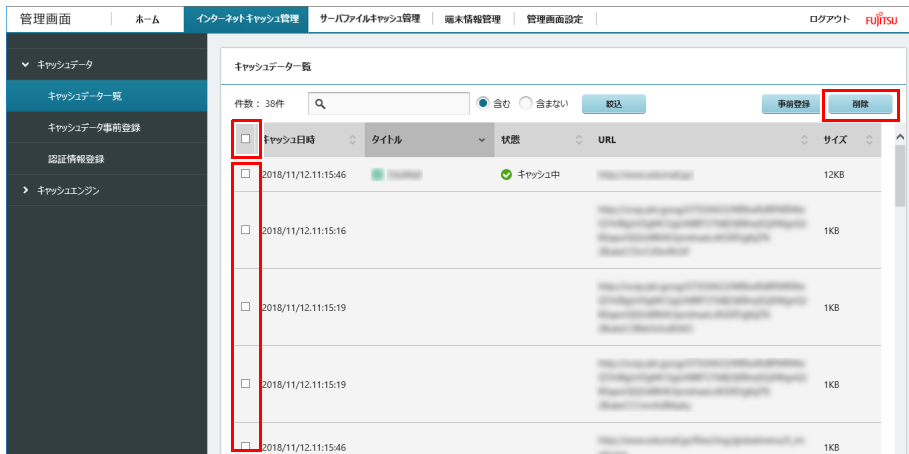 管理画面 ホーム インターネットキャッシュ管理 サーバファイルキャッシュ管理 端末情報管理 管理画面設定 ログアウト FUJITSU
キャッシュデータ
キャッシュデータ一覧
キャッシュデータ事前登録
認証情報登録
キャッシュエンジン
キャッシュデータ一覧
件数： 38件 含む 含まない 絞込 事前登録 削除
キャッシュ日時 タイトル 状態 URL サイズ
2018/11/12.11:15:46 キャッシュ中 12KB
2018/11/12.11:15:16 1KB
2018/11/12.11:15:19 1KB
2018/11/12.11:15:19 1KB
2018/11/12.11:15:46 1KB